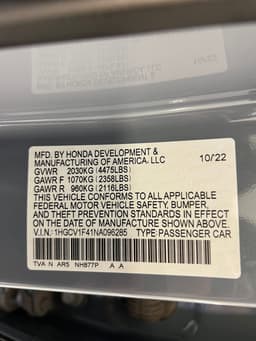 MFD. BY HONDA DEVELOPMENT &
MANUFACTURING OF AMERICA, LLC 10/22
GVWR 2030KG (4475LBS)
GAWR F 1070KG (2358LBS)
GAWR R 960KG (2116LBS)
THIS VEHICLE CONFORMS TO ALL APPLICABLE
FEDERAL MOTOR VEHICLE SAFETY, BUMPER,
AND THEFT PREVENTION STANDARDS IN EFFECT
ON THE DATE OF MANUFACTURE SHOWN ABOVE.
V.I.N.: 1HGCV1F41NA096285 TYPE:PASSENGER CAR
TVA N AR5 NH877P A A